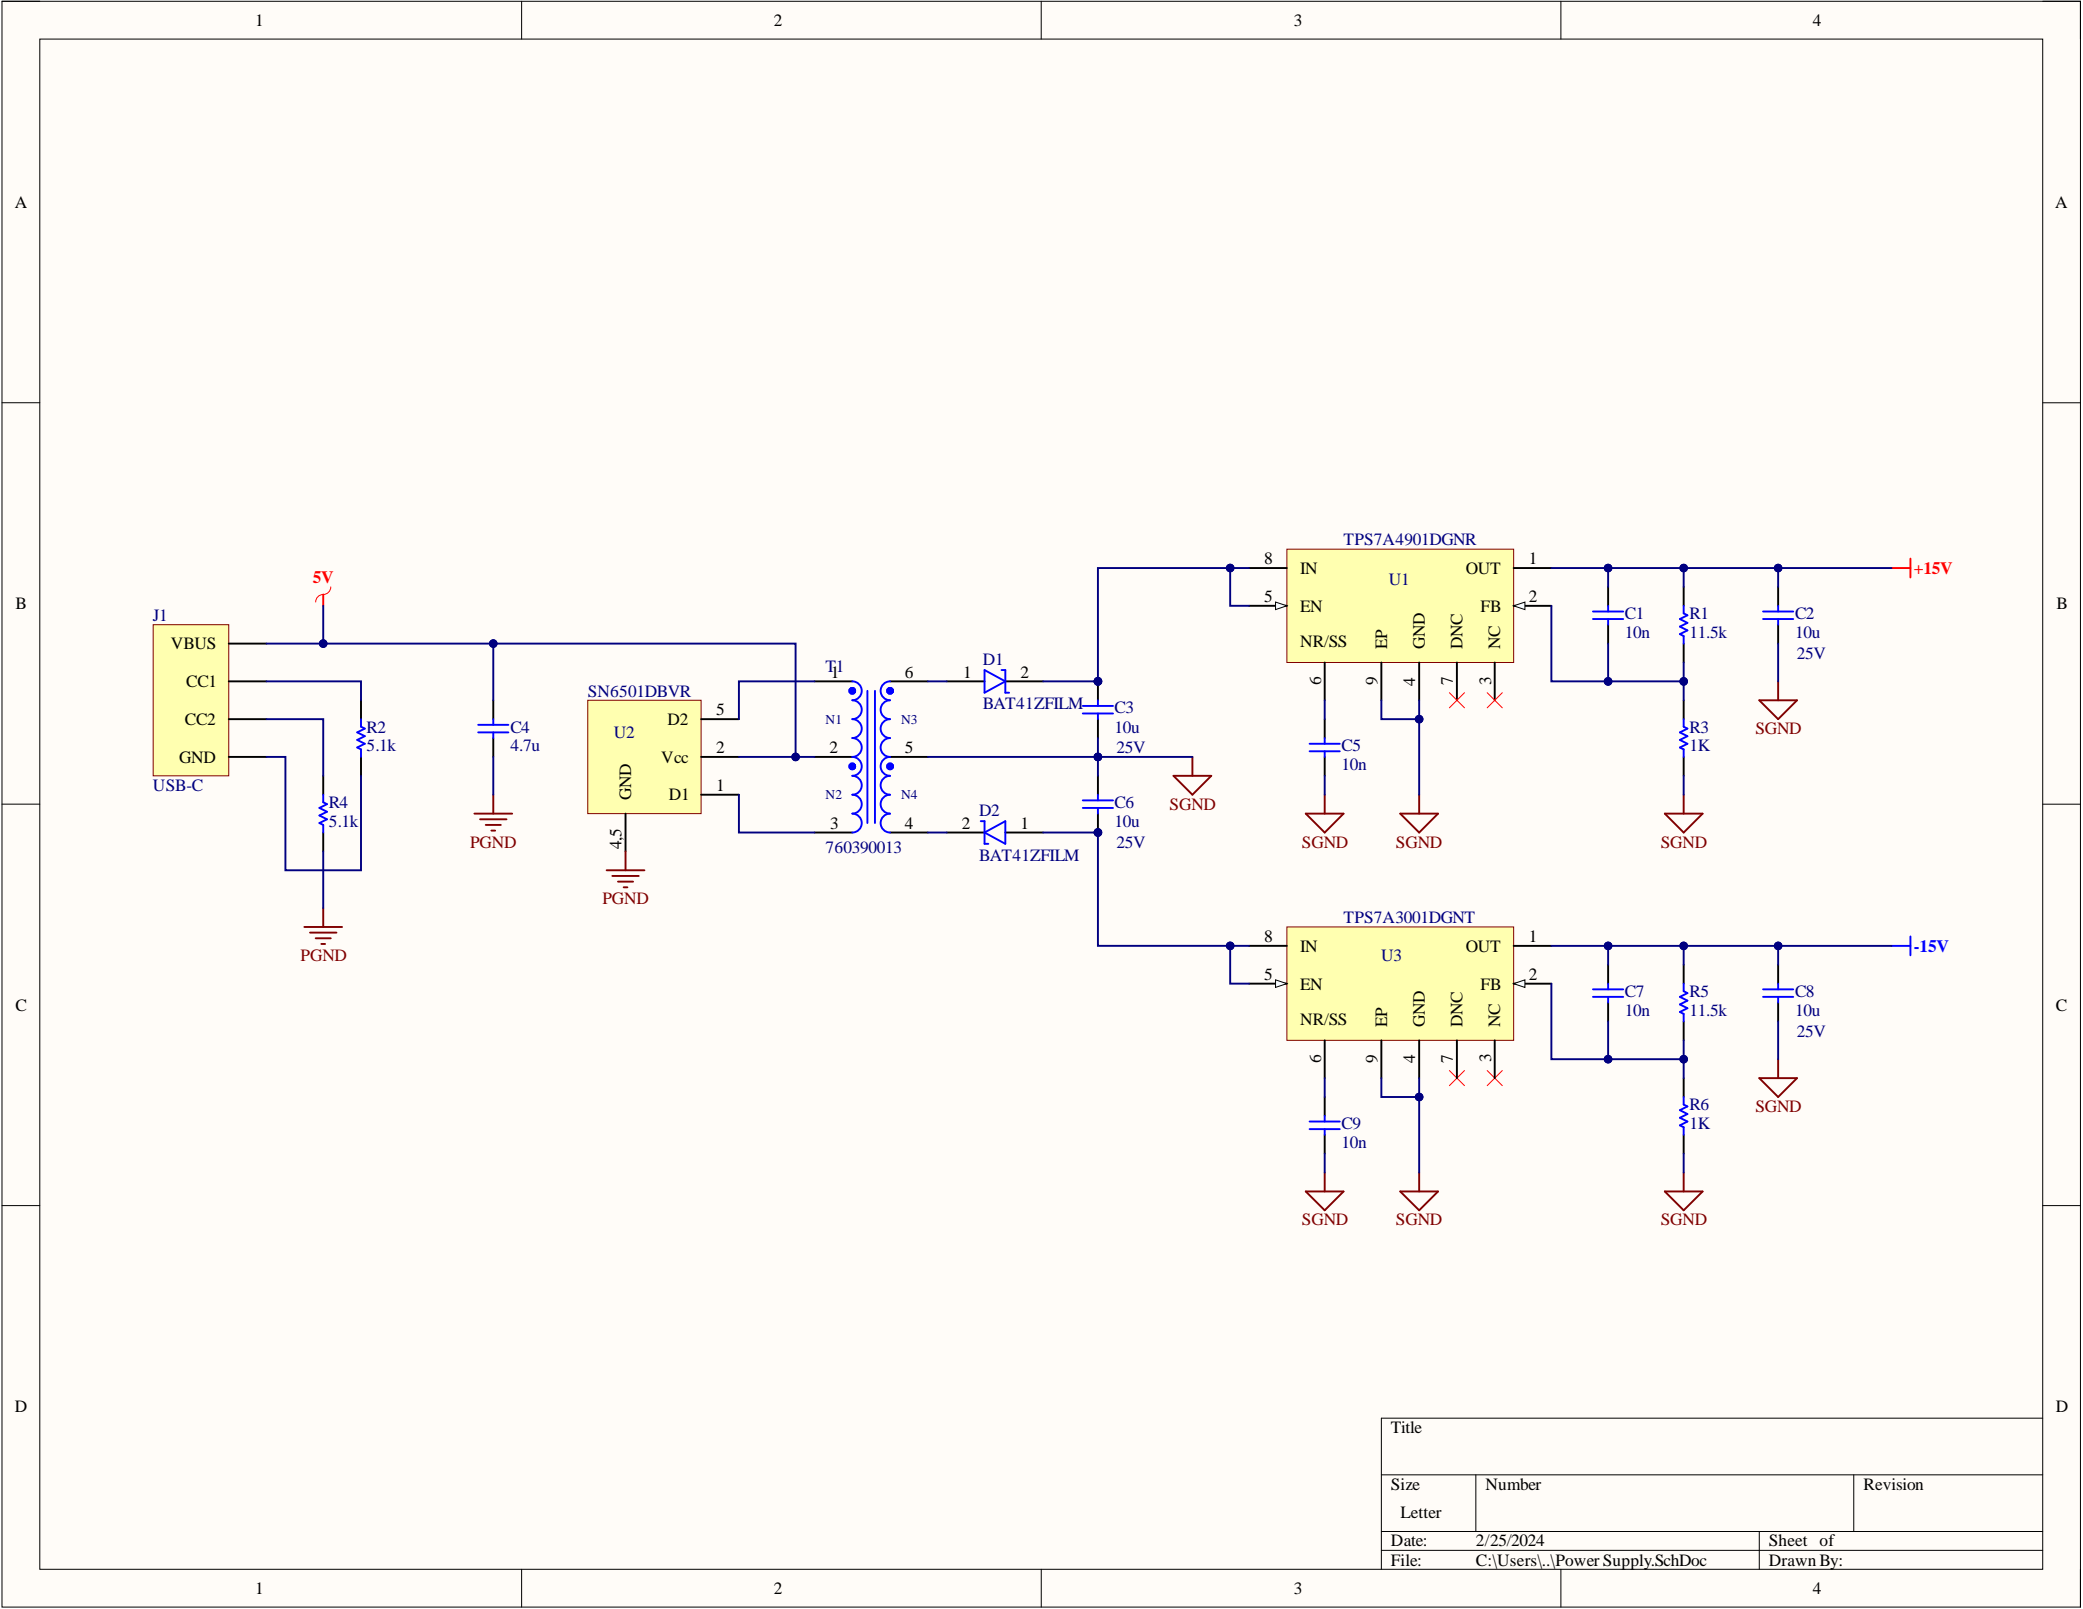 1 2 3 4
A A
B B
C C
D D
1 2 3 4
5V
J1
VBUS
CC1
CC2
GND
USB-C
R2
5.1k
R4
5.1k
PGND
C4
4.7u
PGND
SN6501DBVR
U2
D2
Vcc
D1
GND
5
2
1
4,5
PGND
T1
1
2
3
N1
N2
N3
N4
6
5
4
760390013
D1
1 2
BAT41ZFILM
D2
2 1
BAT41ZFILM
C3
10u
25V
C6
10u
25V
SGND
TPS7A4901DGNR
U1
8 IN
5 EN
NR/SS
EP
GND
DNC
NC
OUT 1
FB 2
6
9
4
7
3
C5
10n
SGND
SGND
C1
10n
R1
11.5k
C2
10u
25V
SGND
R3
1K
SGND
+15V
TPS7A3001DGNT
U3
8 IN
5 EN
NR/SS
EP
GND
DNC
NC
OUT 1
FB 2
6
9
4
7
3
C9
10n
SGND
SGND
C7
10n
R5
11.5k
C8
10u
25V
SGND
R6
1K
SGND
-15V
Title
Size Number Revision
Letter
Date: 2/25/2024 Sheet of
File: C:\Users\..\Power Supply.SchDoc Drawn By: